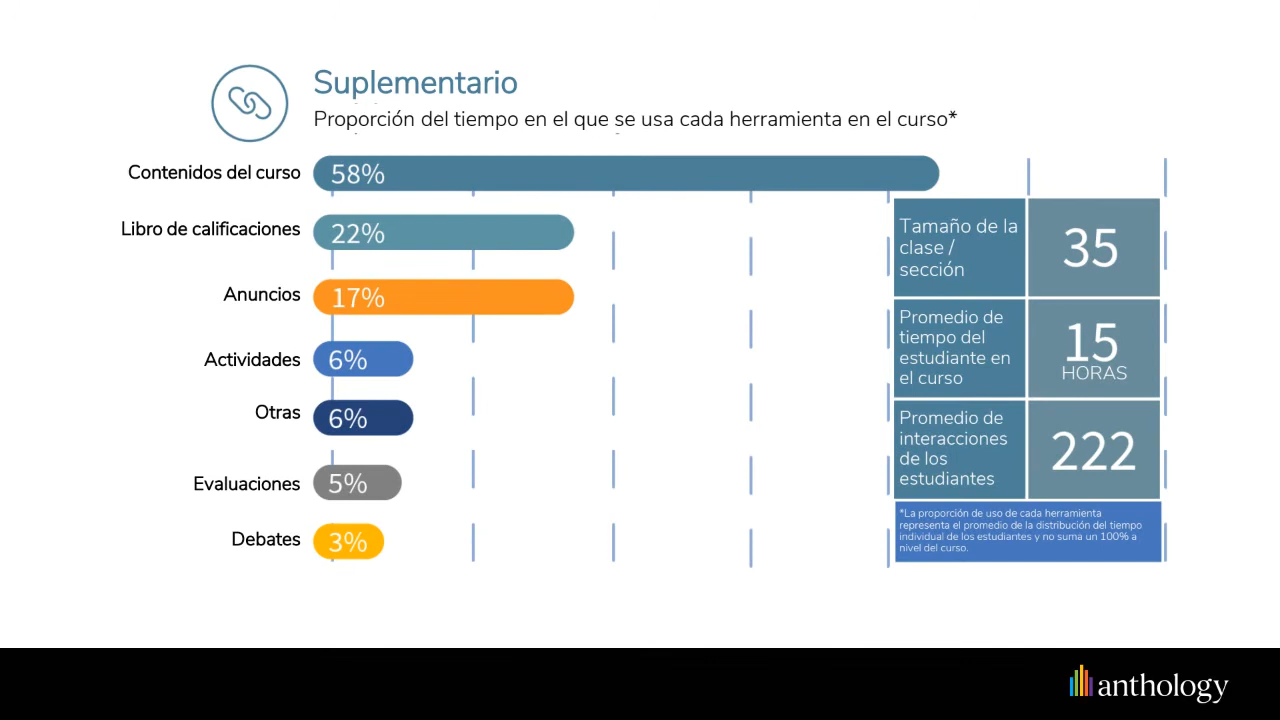 Suplementario
Proporción del tiempo en el que se usa cada herramienta en el curso*
Contenidos del curso
58%
Libro de calificaciones
22%
Anuncios
17%
Actividades
6%
Otras
6%
Evaluaciones
5%
Debates
3%
Tamaño de la
clase /
sección
35
Promedio de
tiempo del
estudiante en
el curso
15
HORAS
Promedio de
interacciones
de los
estudiantes
222
*La proporción de uso de cada herramienta
representa el promedio de la distribución del tiempo
individual de los estudiantes y no suma un 100% a
nivel del curso.
anthology